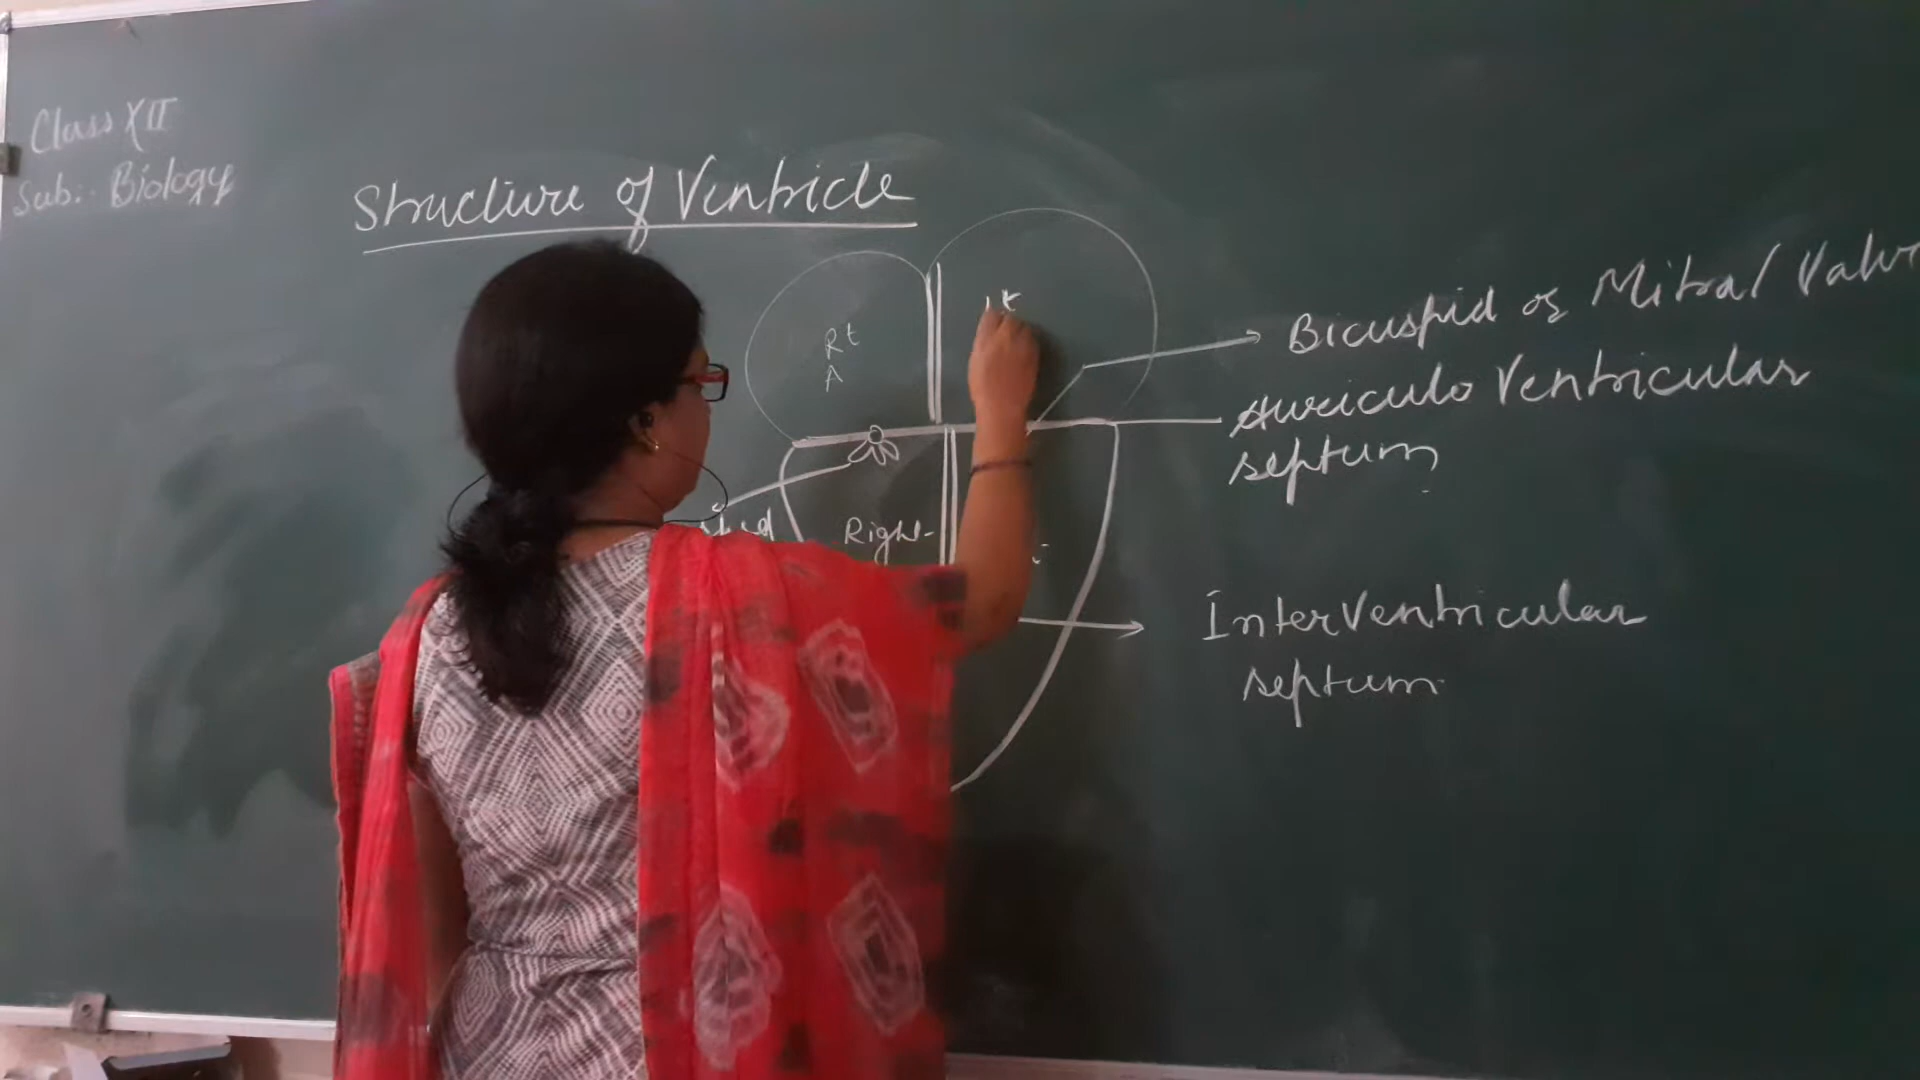 Class XII
Sub:- Biology
Structure of Ventricle
Rt
A
Bicuspid or Mitral Valve
Auriculo Ventricular
septum
Right
InterVentricular
septum